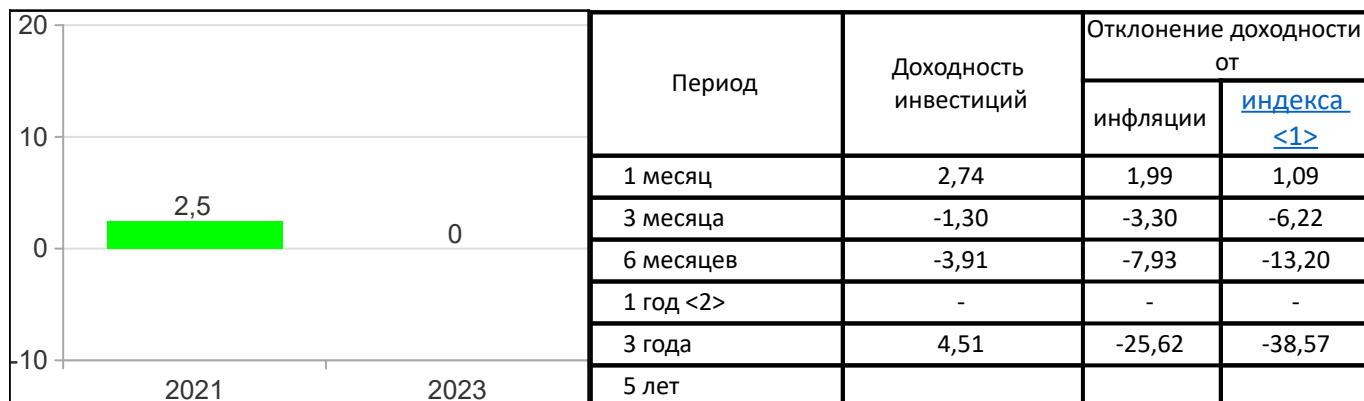 20
10
0
-10
2,5
0
2021
2023
Период
Доходность
инвестиций
Отклонение доходности
от
инфляции
индекса
<1>
1 месяц 2,74 1,99 1,09
3 месяца -1,30 -3,30 -6,22
6 месяцев -3,91 -7,93 -13,20
1 год <2> - - -
3 года 4,51 -25,62 -38,57
5 лет